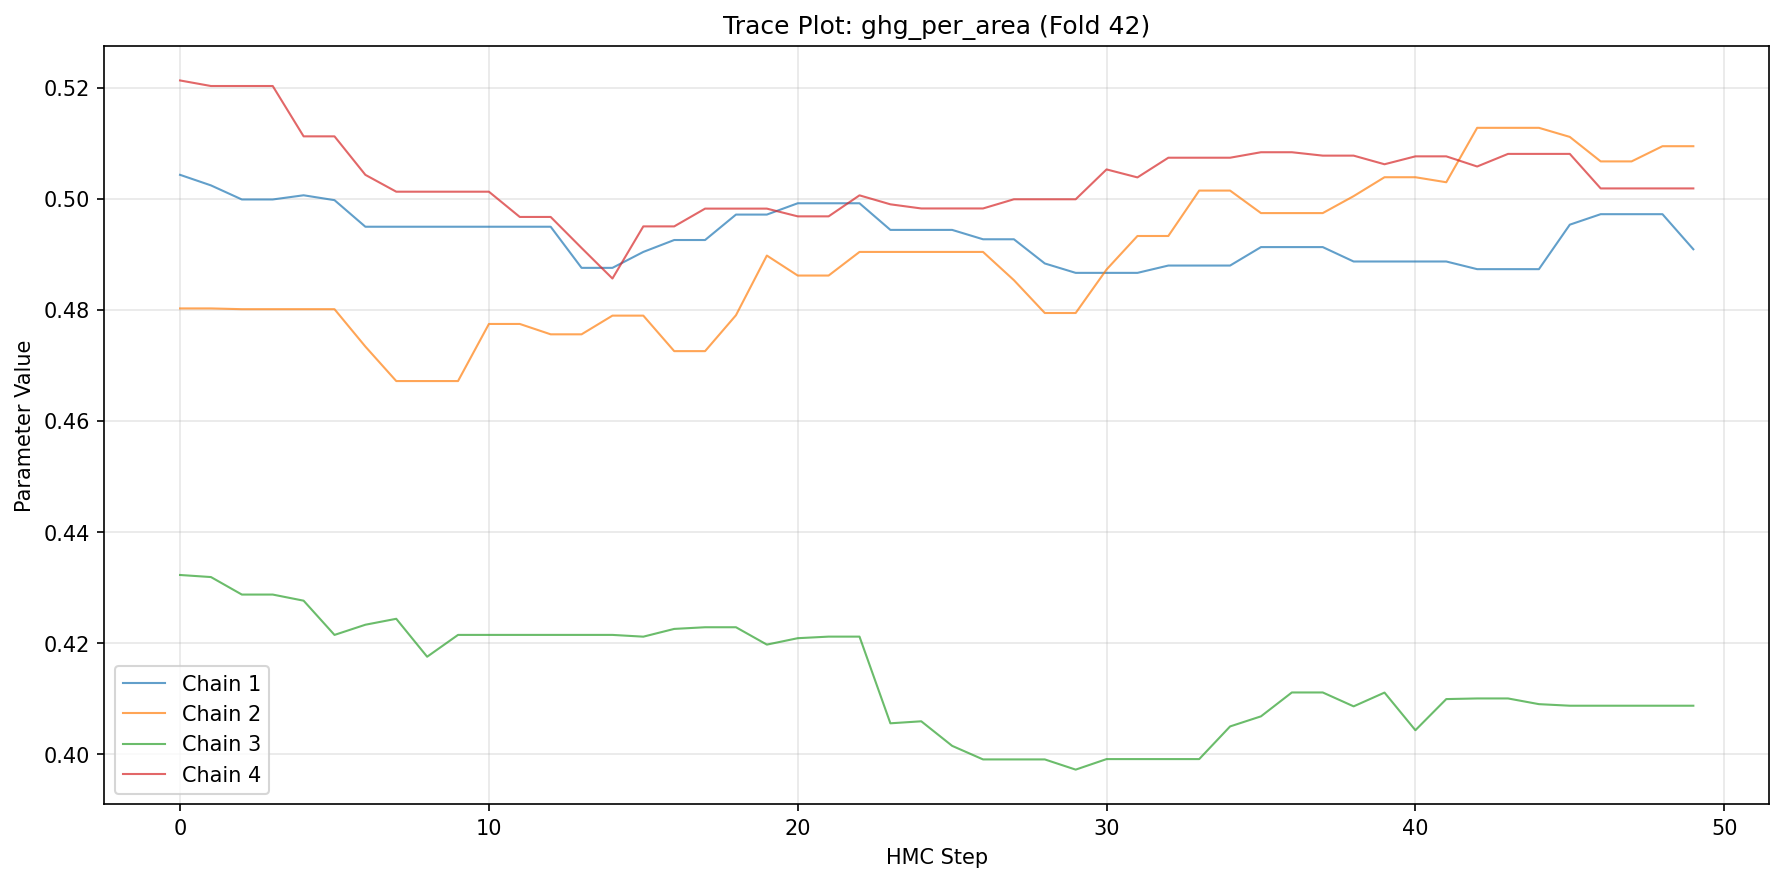 Trace Plot: ghg_per_area (Fold 42)
Parameter Value
0.52
0.50
0.48
0.46
0.44
0.42
0.40
Chain 1
Chain 2
Chain 3
Chain 4
0
10
20
30
40
50
HMC Step